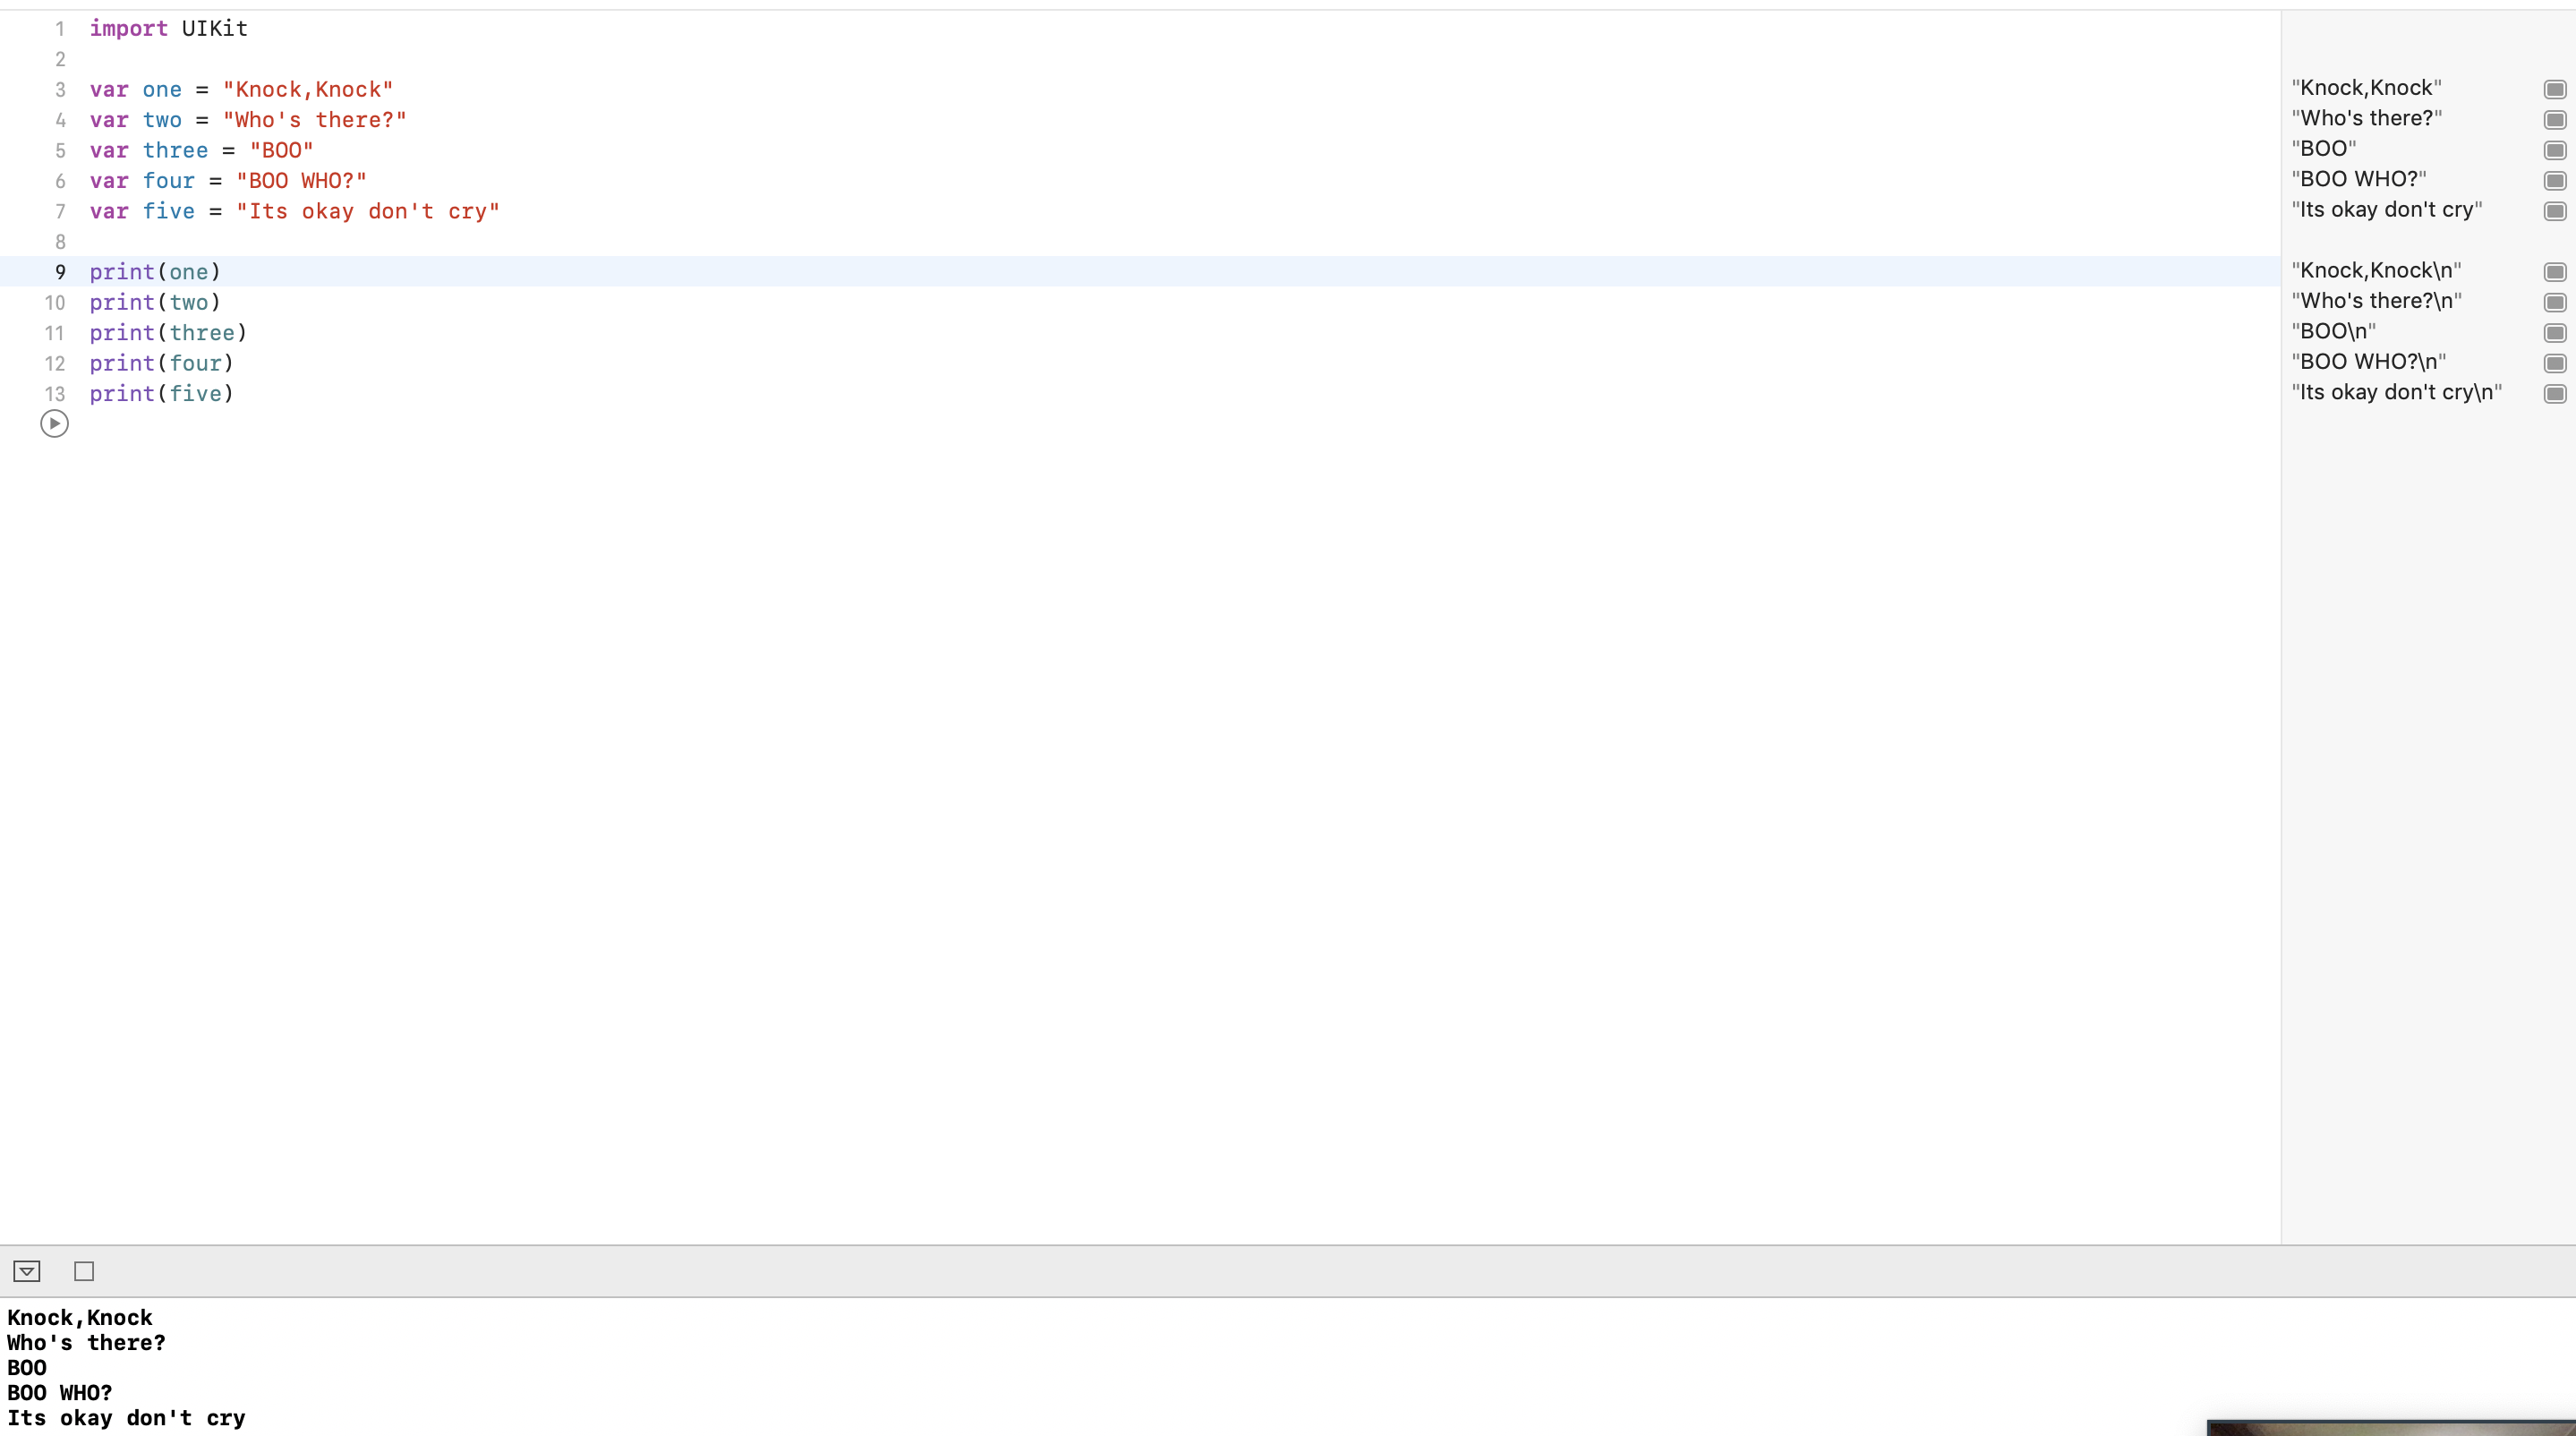 1 import UIKit
2
3 var one = "Knock,Knock" "Knock,Knock"
4 var two = "Who's there?" "Who's there?"
5 var three = "BOO" "BOO"
6 var four = "BOO WHO?" "BOO WHO?"
7 var five = "Its okay don't cry" "Its okay don't cry"
8
9 print(one) "Knock,Knock\n"
10 print(two) "Who's there?\n"
11 print(three) "BOO\n"
12 print(four) "BOO WHO?\n"
13 print(five) "Its okay don't cry\n"
Knock,Knock
Who's there?
BOO
BOO WHO?
Its okay don't cry